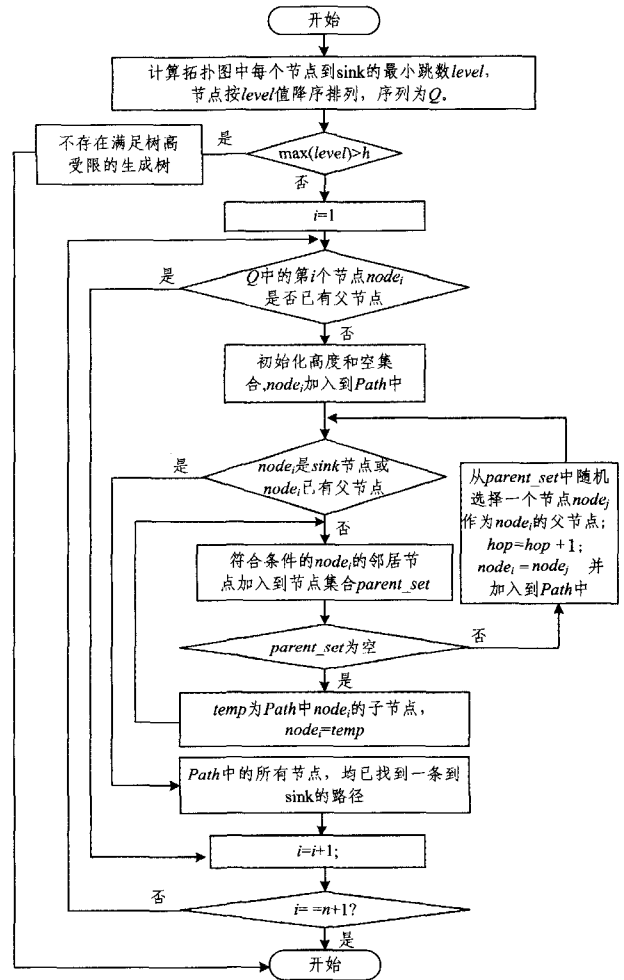 开始
计算拓扑图中每个节点到sink的最小跳数level,
节点按level值降序排列，序列为Q。
不存在满足树高
受限的生成树
是
max(level)>h
否
i=1
是
Q中的第i个节点nodei
是否已有父节点
否
初始化高度和空集
合,nodei加入到Path中
是
nodei是sink节点或
nodei已有父节点
否
从parent_set中随机
选择一个节点nodej
作为nodei的父节点；
hop=hop +1；
nodei = nodej 并
加入到Path中
符合条件的nodei的邻居节
点加入到节点集合parent_set
parent_set为空
否
是
temp为Path中nodei的子节点，
nodei=temp
Path中的所有节点，均已找到一条到
sink的路径
i=i+1;
否
i= =n+1?
是
开始